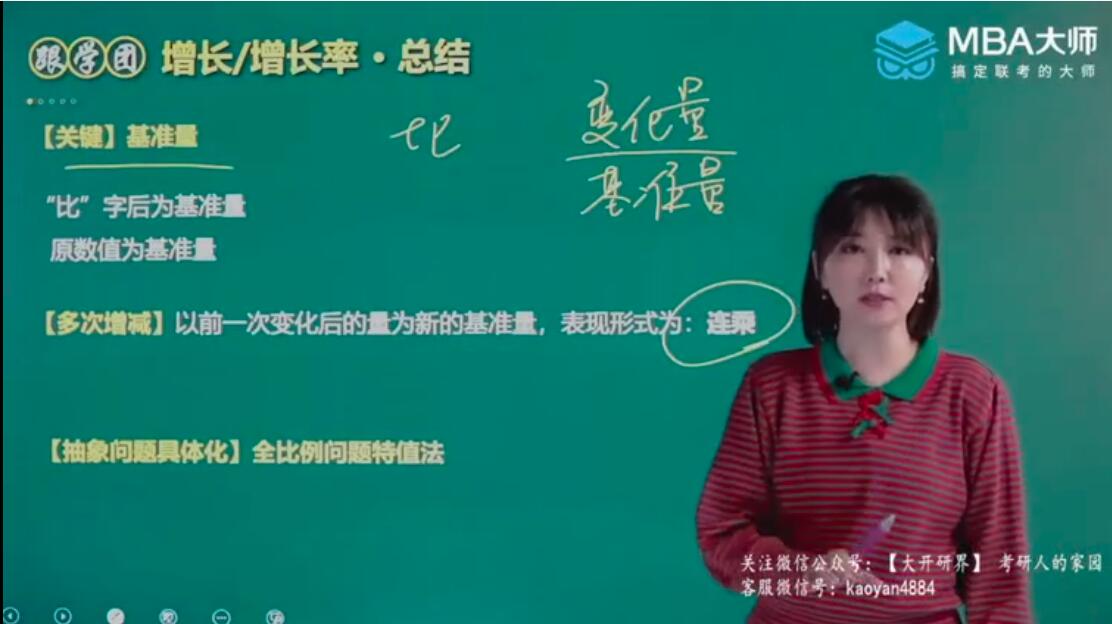 跟学团 增长/增长率·总结
MBA大师
搞定联考的大师
【关键】基准量
比
变化量
基准量
“比”字后为基准量
原数值为基准量
【多次增减】以前一次变化后的量为新的基准量，表现形式为：连乘
【抽象问题具体化】全比例问题特值法
关注微信公众号：【大开研界】 考研人的家园
客服微信号：kaoyan4884